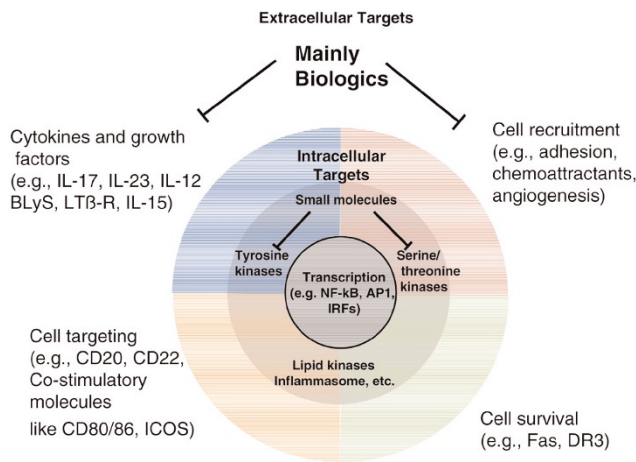 Extracellular Targets
Mainly
Biologics
Cytokines and growth
factors
(e.g., IL-17, IL-23, IL-12
BLyS, LTß-R, IL-15)
Cell recruitment
(e.g., adhesion,
chemoattractants,
angiogenesis)
Intracellular
Targets
Small molecules
Tyrosine
kinases
Serine/
threonine
kinases
Transcription
(e.g. NF-kB, AP1,
IRFs)
Lipid kinases
Inflammasome, etc.
Cell targeting
(e.g., CD20, CD22,
Co-stimulatory
molecules
like CD80/86, ICOS)
Cell survival
(e.g., Fas, DR3)